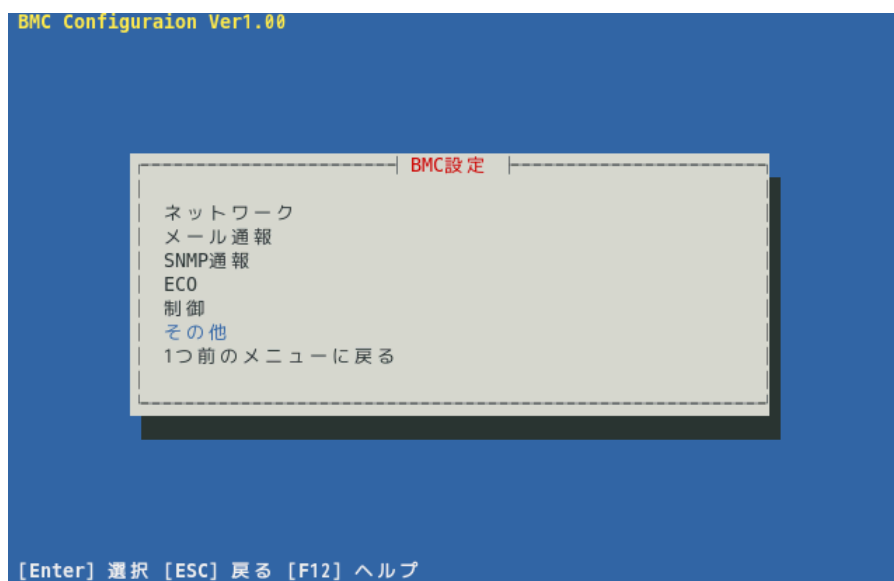 BMC Configuraion Ver1.00
BMC設定
ネットワーク
メール通報
SNMP通報
ECO
制御
その他
1つ前のメニューに戻る
[Enter] 選択 [ESC] 戻る [F12] ヘルプ